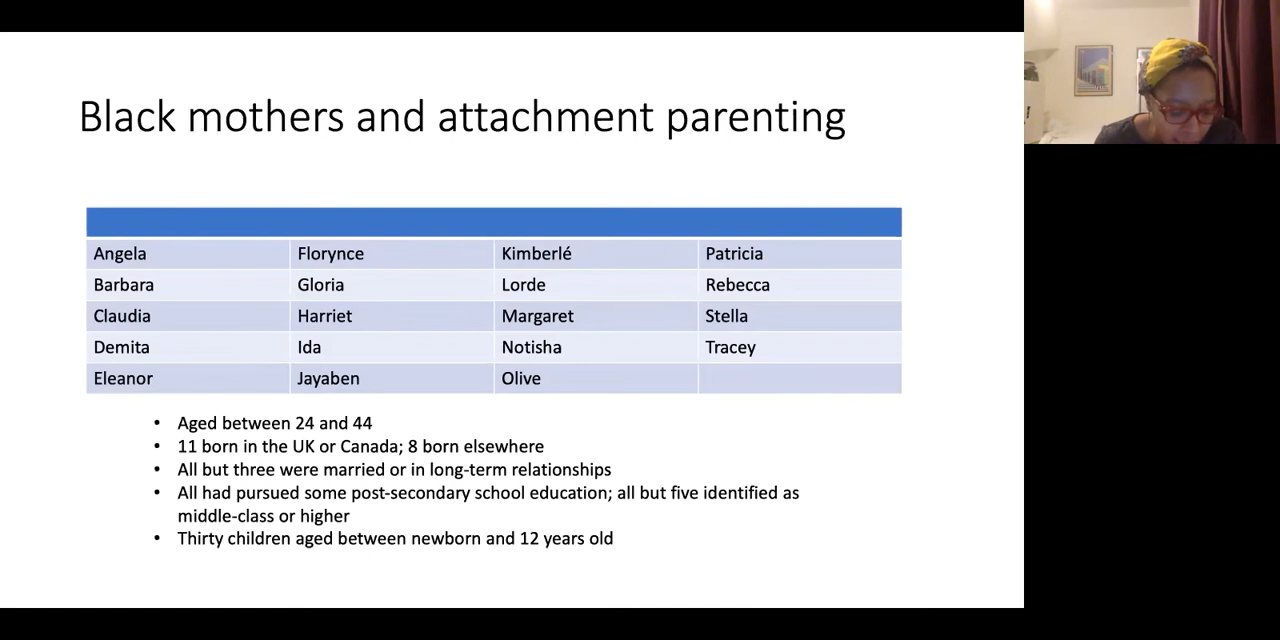 Black mothers and attachment parenting
Angela Florynce Kimberlé Patricia
Barbara Gloria Lorde Rebecca
Claudia Harriet Margaret Stella
Demita Ida Notisha Tracey
Eleanor Jayaben Olive
• Aged between 24 and 44
• 11 born in the UK or Canada; 8 born elsewhere
• All but three were married or in long-term relationships
• All had pursued some post-secondary school education; all but five identified as
middle-class or higher
• Thirty children aged between newborn and 12 years old